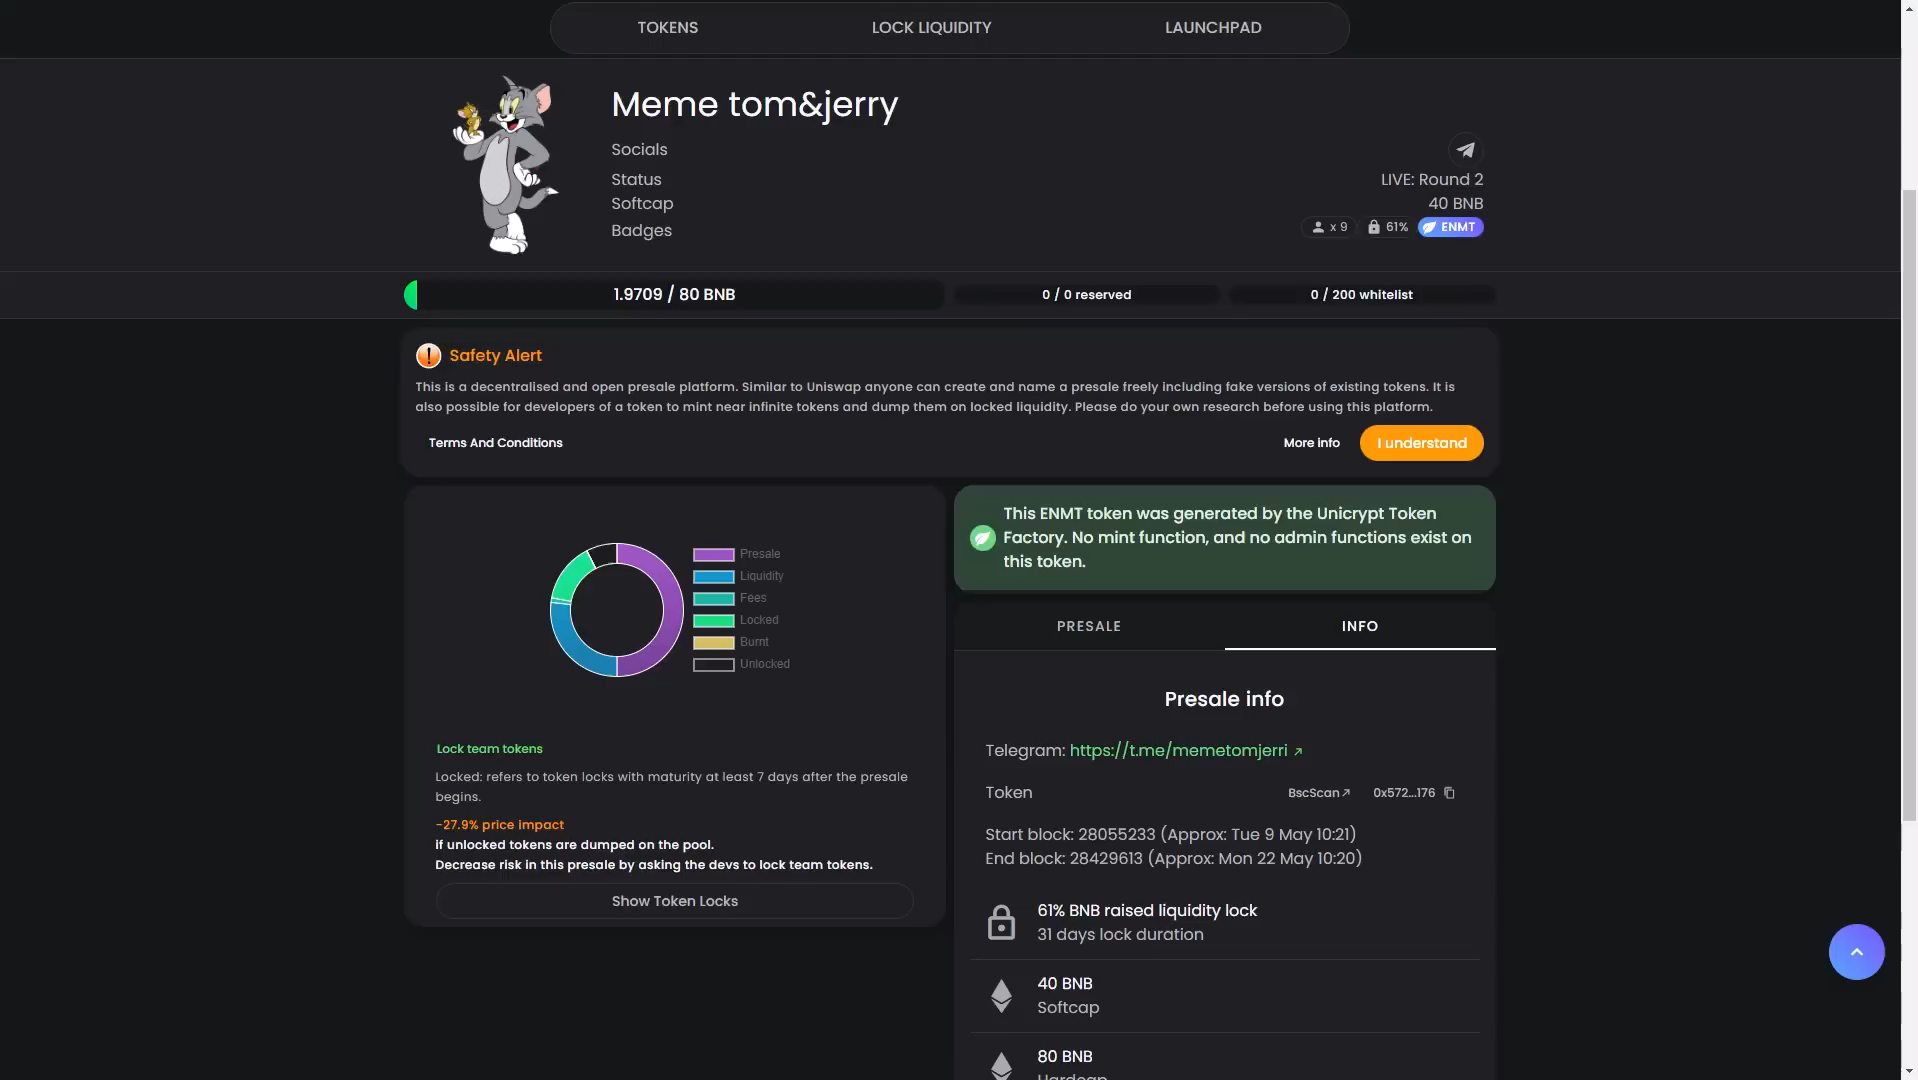 TOKENS
LOCK LIQUIDITY
LAUNCHPAD
Meme tom&jerry
Socials
Status
LIVE: Round 2
Softcap
40 BNB
Badges
x 9
61%
ENMT
1.9709 / 80 BNB
0 / 0 reserved
0 / 200 whitelist
Safety Alert
This is a decentralised and open presale platform. Similar to Uniswap anyone can create and name a presale freely including fake versions of existing tokens. It is
also possible for developers of a token to mint near infinite tokens and dump them on locked liquidity. Please do your own research before using this platform.
Terms And Conditions
More info
I understand
Presale
Liquidity
Fees
Locked
Burnt
Unlocked
Lock team tokens
Locked: refers to token locks with maturity at least 7 days after the presale
begins.
-27.9% price impact
if unlocked tokens are dumped on the pool.
Decrease risk in this presale by asking the devs to lock team tokens.
Show Token Locks
This ENMT token was generated by the Unicrypt Token
Factory. No mint function, and no admin functions exist on
this token.
PRESALE
INFO
Presale info
Telegram: https://t.me/memetomjerri
Token
BscScan
0x572...176
Start block: 28055233 (Approx: Tue 9 May 10:21)
End block: 28429613 (Approx: Mon 22 May 10:20)
61% BNB raised liquidity lock
31 days lock duration
40 BNB
Softcap
80 BNB
Hardcap